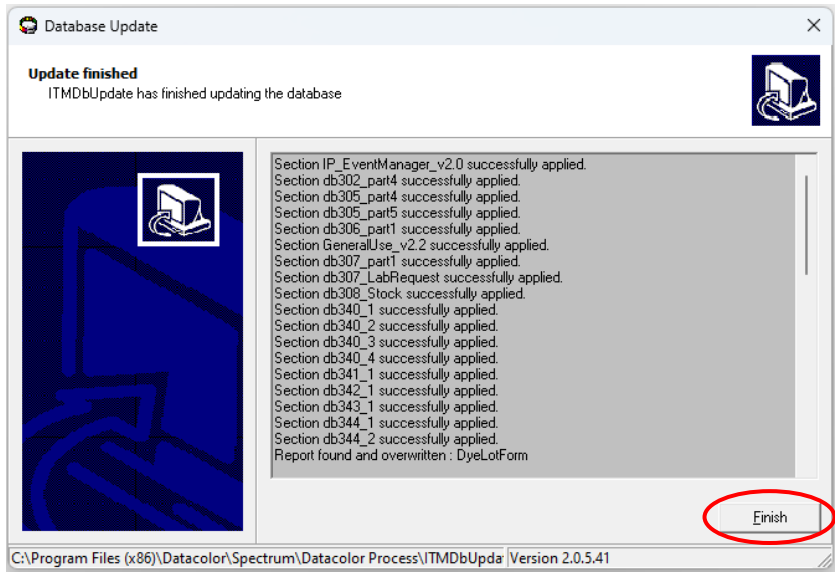 Database Update
Update finished
ITMDbUpdate has finished updating the database
Section IP_EventManager_v2.0 successfully applied.
Section db302_part4 successfully applied.
Section db305_part4 successfully applied.
Section db305_part5 successfully applied.
Section db306_part1 successfully applied.
Section GeneralUse_v2.2 successfully applied.
Section db307_part1 successfully applied.
Section db307_LabRequest successfully applied.
Section db308_Stock successfully applied.
Section db340_1 successfully applied.
Section db340_2 successfully applied.
Section db340_3 successfully applied.
Section db340_4 successfully applied.
Section db341_1 successfully applied.
Section db342_1 successfully applied.
Section db343_1 successfully applied.
Section db344_1 successfully applied.
Section db344_2 successfully applied.
Report found and overwritten : DyeLotForm
Finish
C:\Program Files (x86)\Datacolor\Spectrum\Datacolor Process\ITMDbUpda Version 2.0.5.41